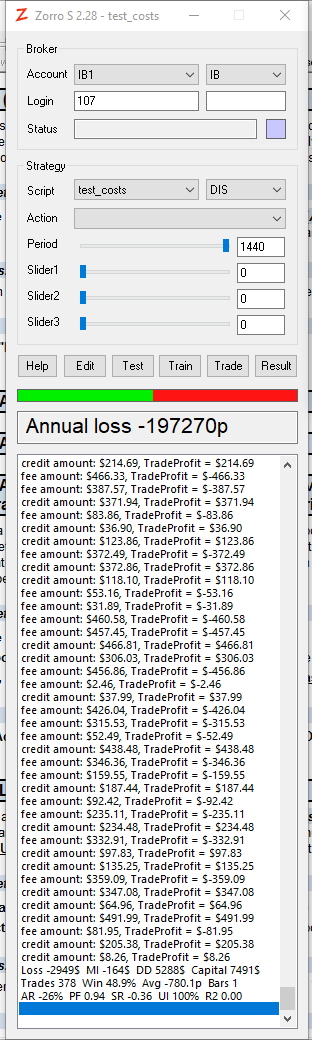 Zorro S 2.28 - test_costs
Broker
Account IB1 IB
Login 107
Status
Strategy
Script test_costs DIS
Action
Period 1440
Slider1 0
Slider2 0
Slider3 0
Help Edit Test Train Trade Result
Annual loss -197270p
credit amount: $214.69, TradeProfit = $214.69
fee amount: $466.33, TradeProfit = $-466.33
fee amount: $387.57, TradeProfit = $-387.57
credit amount: $371.94, TradeProfit = $371.94
fee amount: $83.86, TradeProfit = $-83.86
credit amount: $36.90, TradeProfit = $36.90
credit amount: $123.86, TradeProfit = $123.86
fee amount: $372.49, TradeProfit = $-372.49
credit amount: $372.86, TradeProfit = $372.86
credit amount: $118.10, TradeProfit = $118.10
fee amount: $53.16, TradeProfit = $-53.16
fee amount: $31.89, TradeProfit = $-31.89
fee amount: $460.58, TradeProfit = $-460.58
fee amount: $457.45, TradeProfit = $-457.45
credit amount: $466.81, TradeProfit = $466.81
credit amount: $306.03, TradeProfit = $306.03
fee amount: $456.86, TradeProfit = $-456.86
fee amount: $2.46, TradeProfit = $-2.46
credit amount: $37.99, TradeProfit = $37.99
fee amount: $426.04, TradeProfit = $-426.04
fee amount: $315.53, TradeProfit = $-315.53
fee amount: $52.49, TradeProfit = $-52.49
credit amount: $438.48, TradeProfit = $438.48
fee amount: $346.36, TradeProfit = $-346.36
fee amount: $159.55, TradeProfit = $-159.55
credit amount: $187.44, TradeProfit = $187.44
fee amount: $92.42, TradeProfit = $-92.42
fee amount: $235.11, TradeProfit = $-235.11
credit amount: $234.48, TradeProfit = $234.48
fee amount: $332.91, TradeProfit = $-332.91
credit amount: $97.83, TradeProfit = $97.83
credit amount: $135.25, TradeProfit = $135.25
fee amount: $359.09, TradeProfit = $-359.09
credit amount: $347.08, TradeProfit = $347.08
credit amount: $64.96, TradeProfit = $64.96
credit amount: $491.99, TradeProfit = $491.99
fee amount: $81.95, TradeProfit = $-81.95
credit amount: $205.38, TradeProfit = $205.38
credit amount: $8.26, TradeProfit = $8.26
Loss -2949$ MI -164$ DD 5288$ Capital 7491$
Trades 378 Win 48.9% Avg -780.1p Bars 1
AR -26% PF 0.94 SR -0.36 UI 100% R2 0.00